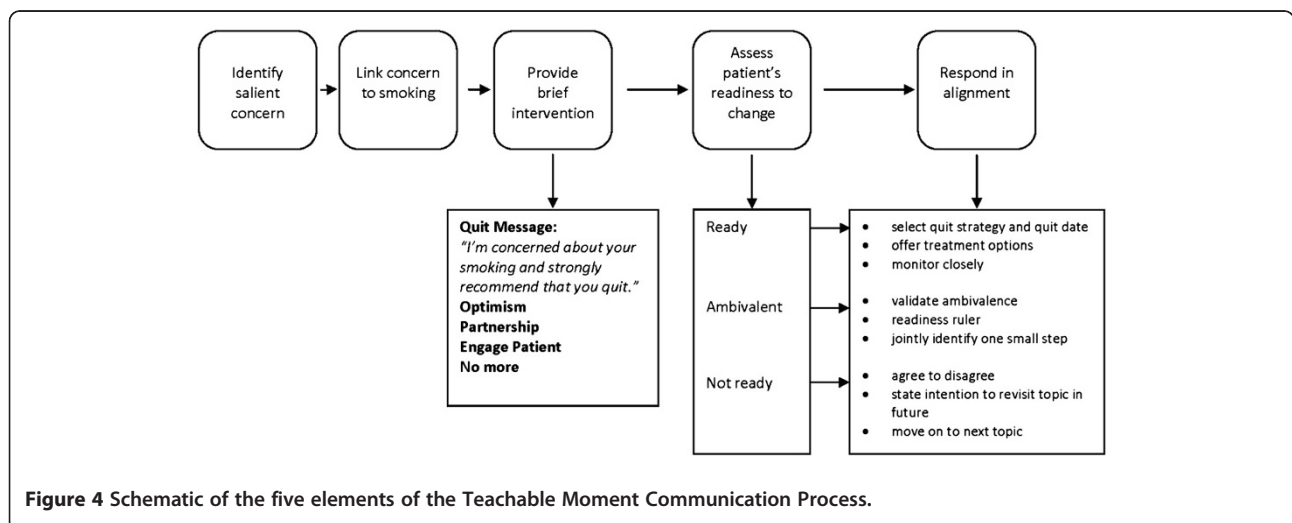 Identify
salient
concern
Link concern
to smoking
Provide
brief
intervention
Assess
patient's
readiness to
change
Respond in
alignment
Quit Message:
"I'm concerned about your
smoking and strongly
recommend that you quit."
Optimism
Partnership
Engage Patient
No more
Ready
Ambivalent
Not ready
• select quit strategy and quit date
• offer treatment options
• monitor closely
• validate ambivalence
• readiness ruler
• jointly identify one small step
• agree to disagree
• state intention to revisit topic in
future
• move on to next topic
Figure 4 Schematic of the five elements of the Teachable Moment Communication Process.